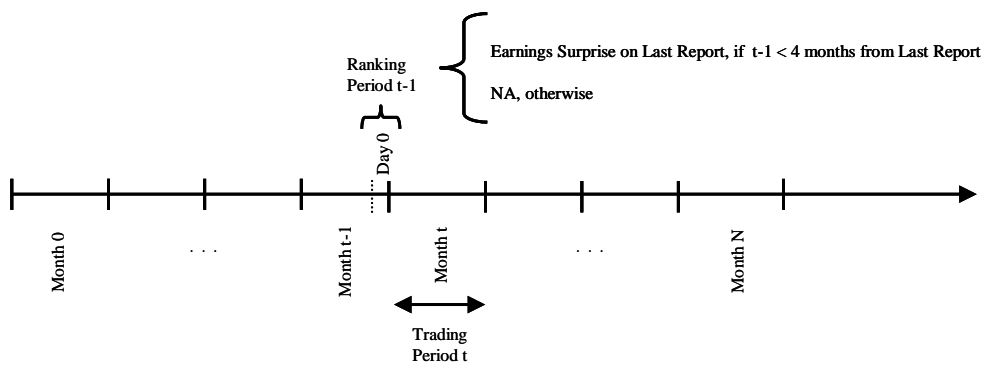 Earnings Surprise on Last Report, if t-1 < 4 months from Last Report
NA, otherwise
Ranking
Period t-1
Day 0
Month 0
. . .
Month t-1
Month t
. . .
Month N
Trading
Period t